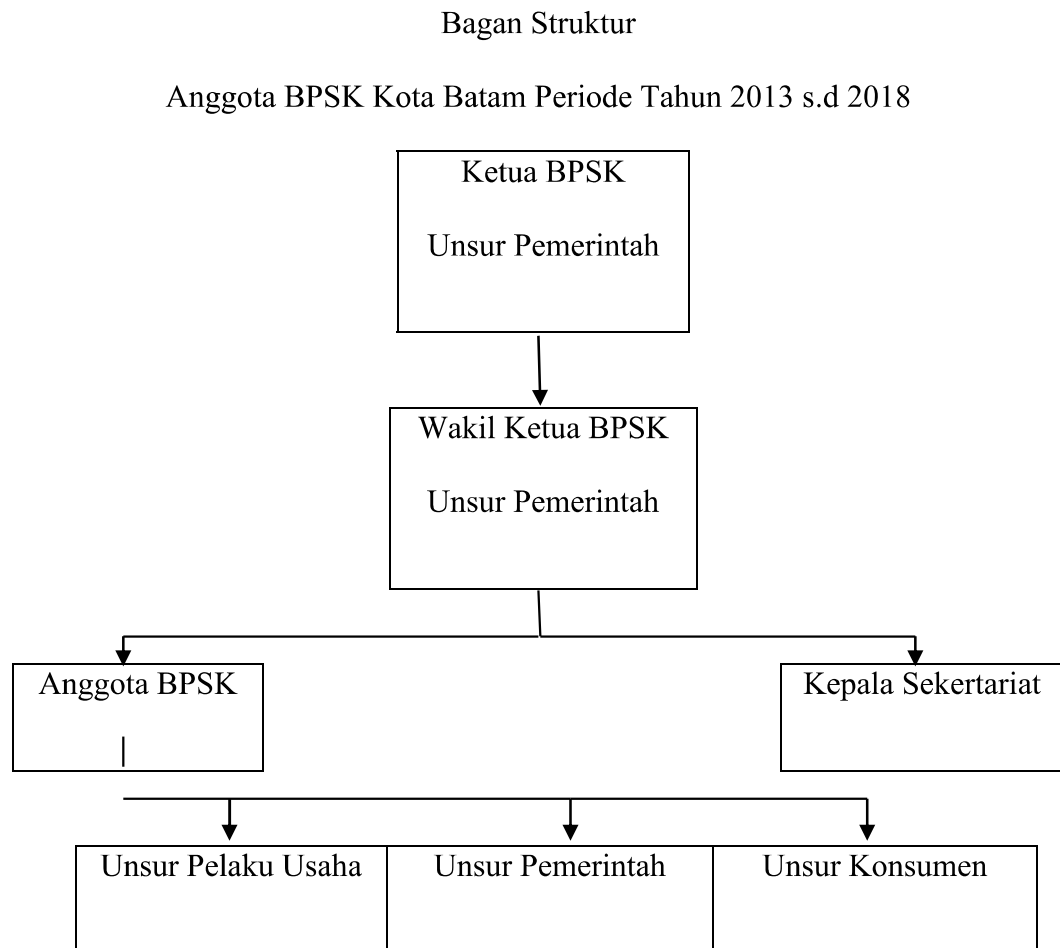 Bagan Struktur
Anggota BPSK Kota Batam Periode Tahun 2013 s.d 2018
Ketua BPSK
Unsur Pemerintah
Wakil Ketua BPSK
Unsur Pemerintah
Anggota BPSK
Kepala Sekertariat
Unsur Pelaku Usaha
Unsur Pemerintah
Unsur Konsumen